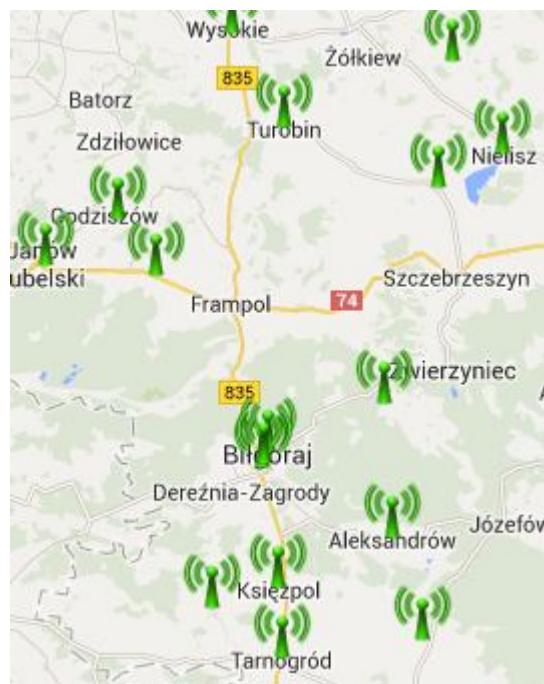 Wysokie
Żółkiew
835
Batorz
Turobin
Zdziłowice
Nielisz
Godziszów
Janów
ubelski
Szczebrzeszyn
Frampol
74
Zwierzyniec
835
Biłgoraj
Dereźnia-Zagrody
Józefów
Aleksandrów
Księżpol
Tarnogród